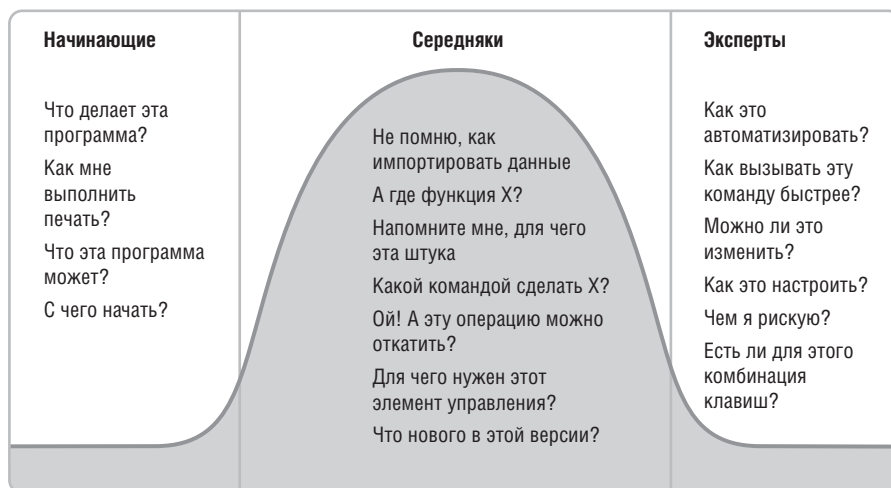 Начинающие
Что делает эта
программа?
Как мне
выполнить
печать?
Что эта программа
может?
С чего начать?
Середняки
Не помню, как
импортировать данные
А где функция X?
Напомните мне, для чего
эта штука
Какой командой сделать X?
Ой! А эту операцию можно
откатить?
Для чего нужен этот
элемент управления?
Что нового в этой версии?
Эксперты
Как это
автоматизировать?
Как вызывать эту
команду быстрее?
Можно ли это
изменить?
Как это настроить?
Чем я рискую?
Есть ли для этого
комбинация
клавиш?